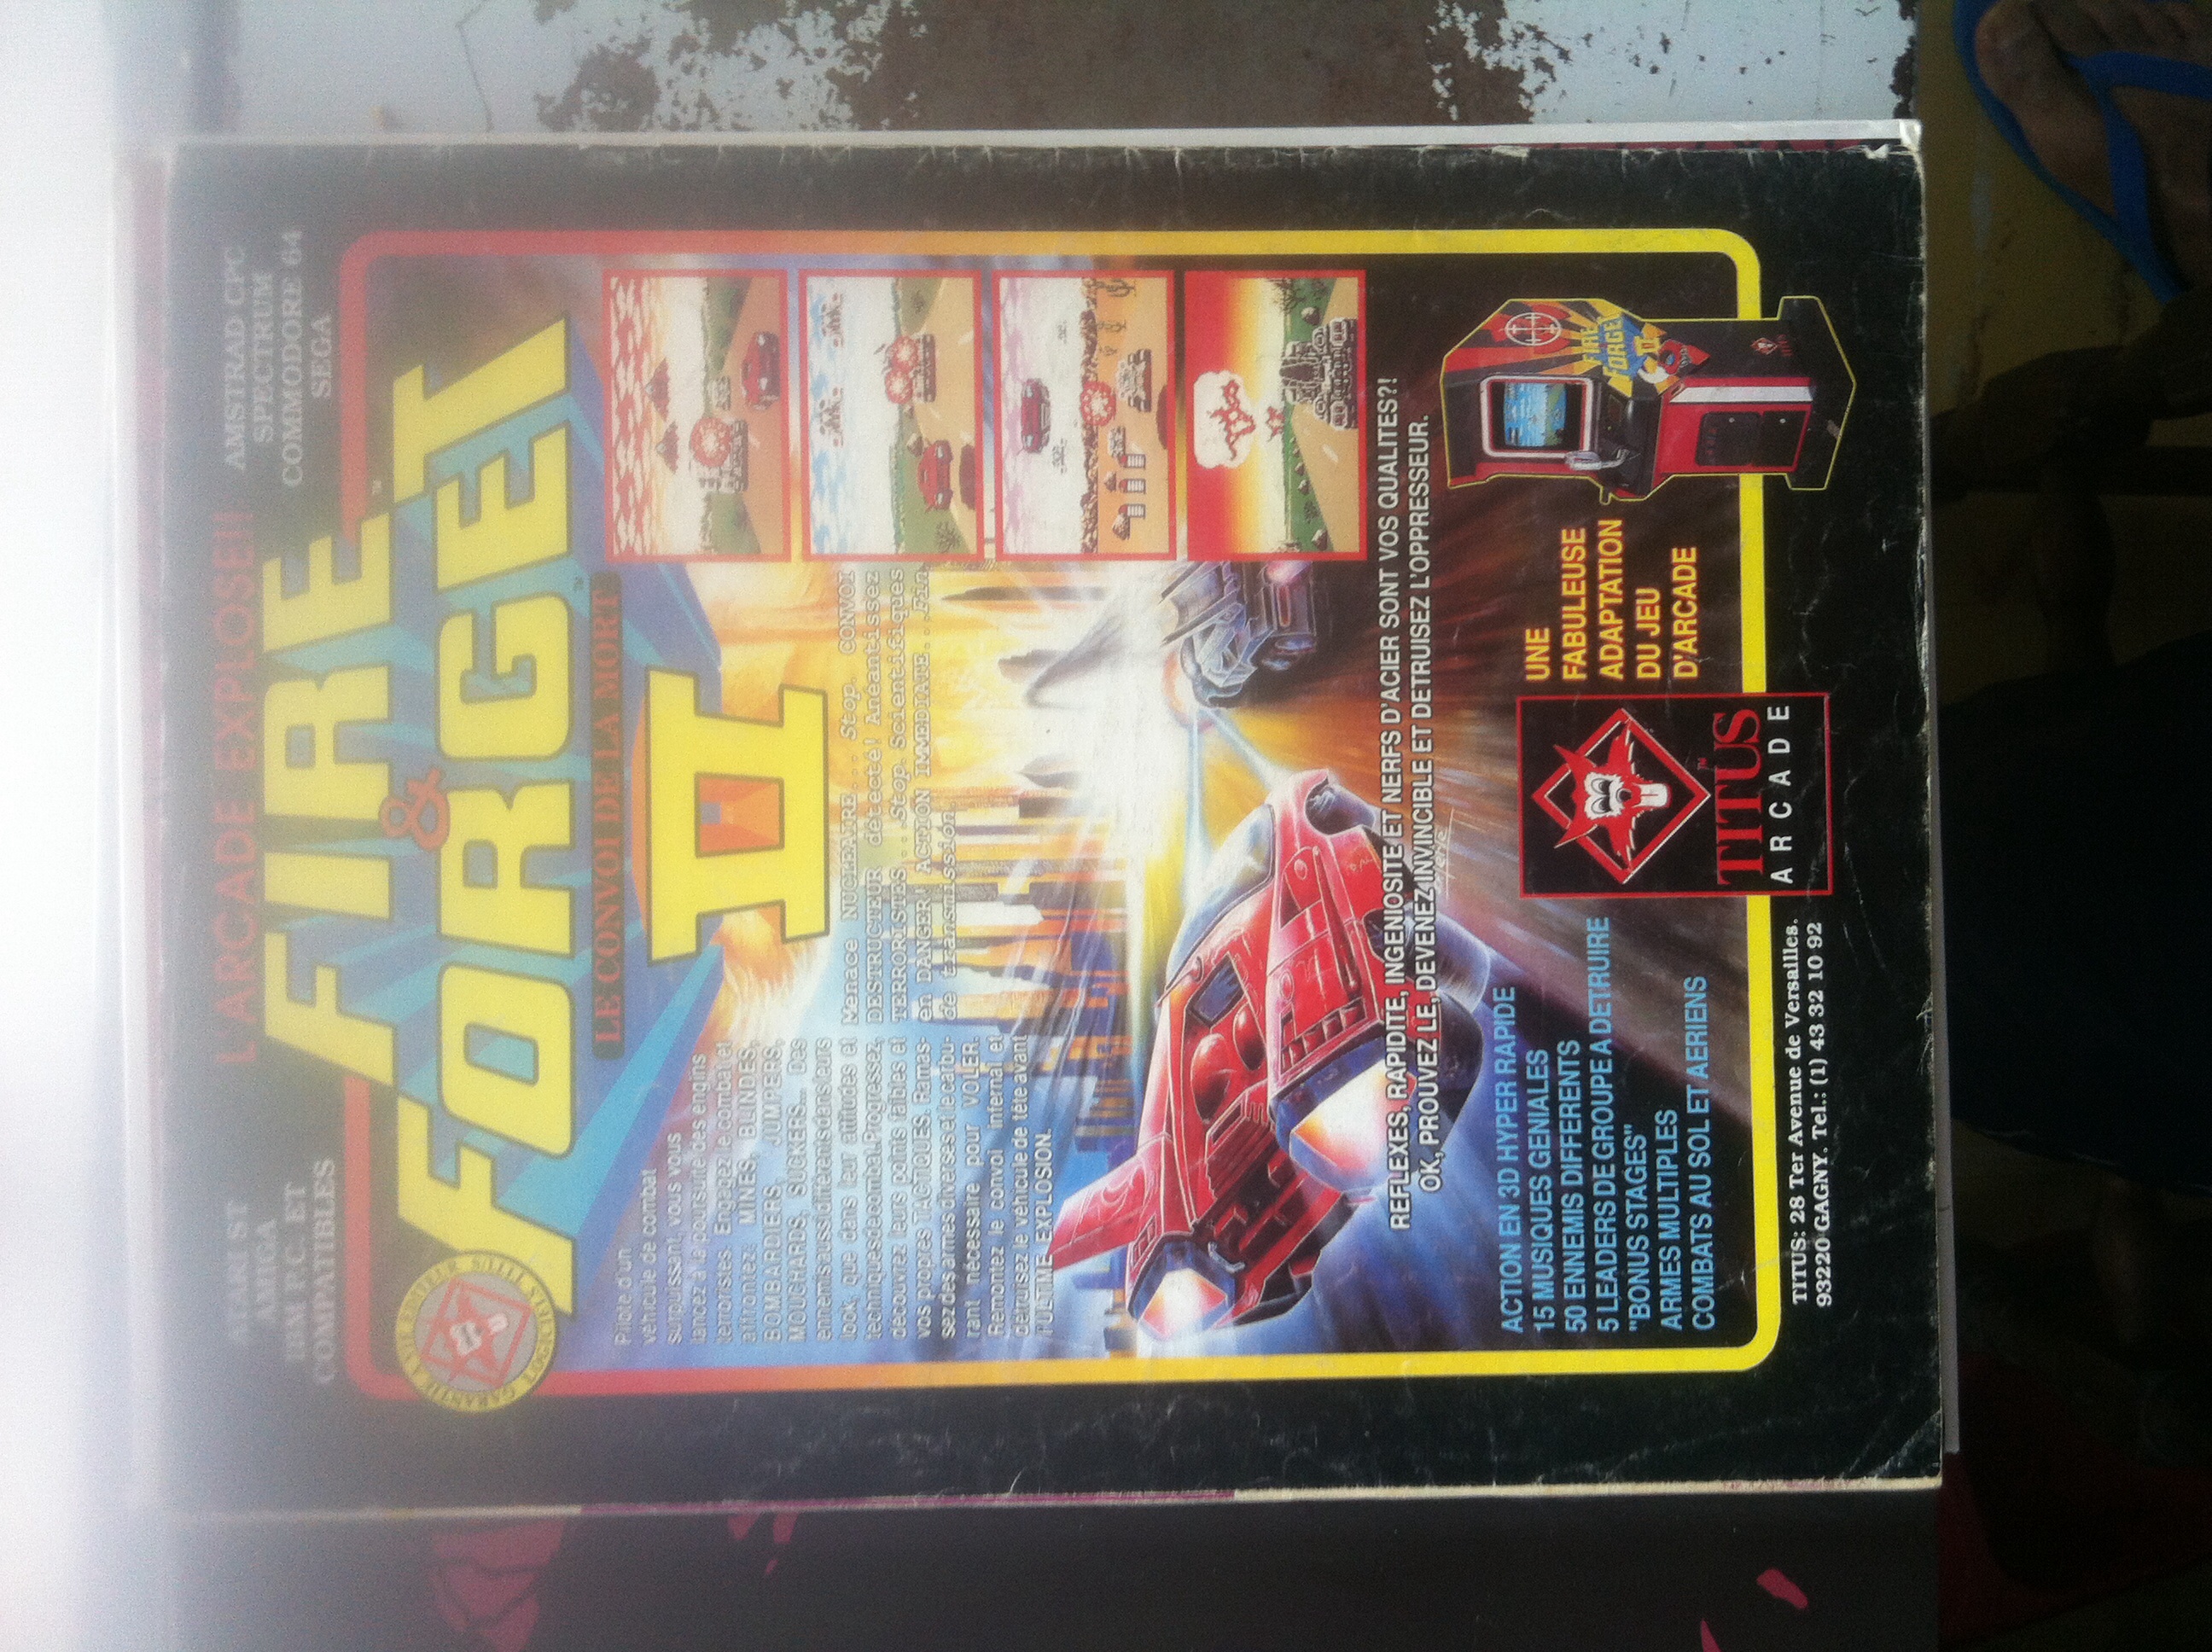 L'ARCADE EXPLOSE!!
ATARI ST
AMIGA
IBM P.C. ET
COMPATIBLES
AMSTRAD CPC
SPECTRUM
COMMODORE 64
SEGA
FIRE
&
FORGET
™
LE CONVOI DE LA MORT
II
Pilote d'un
véhicule de combat
surpuissant, vous vous
lancez à la poursuite des engins
terroristes. Engagez le combat et
affrontez MINES, BLINDES,
BOMBARDIERS, JUMPERS,
MOUCHARDS, SUCKERS... Des
ennemis aussi différents dans leurs
look que dans leur attitudes et
techniques de combat. Progressez,
découvrez leurs points faibles et
vos propres TACTIQUES. Ramas-
sez des armes diverses et le carbu-
rant nécessaire pour VOLER.
Remontez le convoi infernal et
détruisez le véhicule de tête avant
l'ULTIME EXPLOSION.
Menace NUCLEAIRE... Stop. CONVOI
DESTRUCTEUR détecté! Anéantissez
TERRORISTES...Stop. Scientifiques
en DANGER! ACTION IMMEDIATE...Fin
de transmission
REFLEXES, RAPIDITE, INGENIOSITE ET NERFS D'ACIER SONT VOS QUALITES?!
OK, PROUVEZ LE, DEVENEZ INVINCIBLE ET DETRUISEZ L'OPPRESSEUR.
ACTION EN 3D HYPER RAPIDE
15 MUSIQUES GENIALES
50 ENNEMIS DIFFERENTS
5 LEADERS DE GROUPE A DETRUIRE
"BONUS STAGES"
ARMES MULTIPLES
COMBATS AU SOL ET AERIENS
TITUS™
ARCADE
UNE
FABULEUSE
ADAPTATION
DU JEU
D'ARCADE
FIRE
FORGET
II
TITUS: 28 Ter Avenue de Versailles.
93220 GAGNY. Tel.: (1) 43 32 10 92